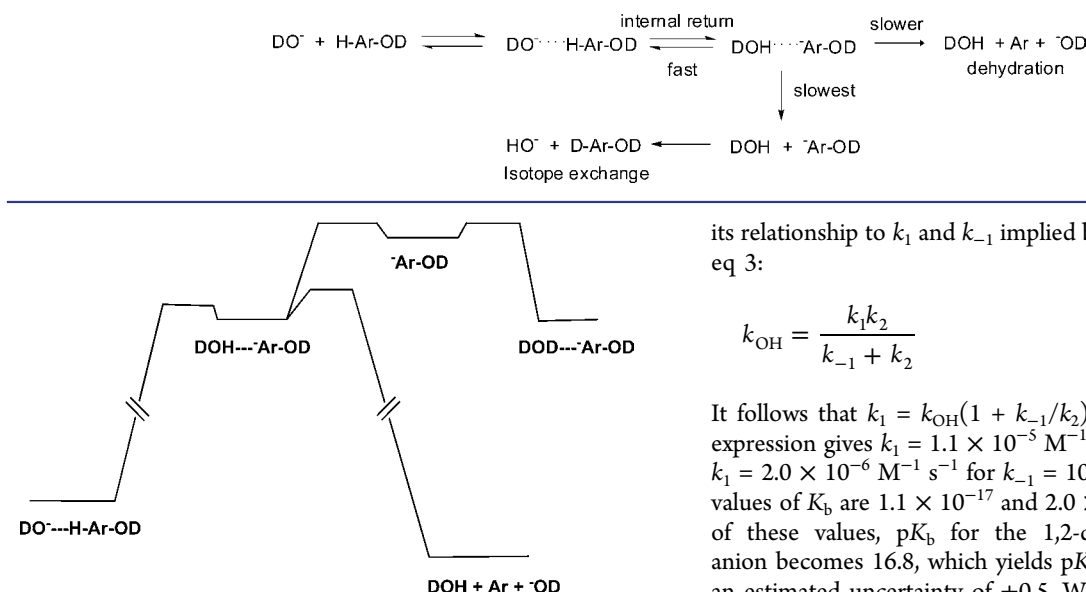 DO⁻ + H-Ar-OD DO⁻····H-Ar-OD internal return fast DOH····⁻Ar-OD slower DOH + Ar + ⁻OD
dehydration
slowest
HO⁻ + D-Ar-OD DOH + ⁻Ar-OD
Isotope exchange
⁻Ar-OD
DOH---⁻Ar-OD
DOD---⁻Ar-OD
DO⁻---H-Ar-OD
DOH + Ar + ⁻OD
its relationship to k₁ and k₋₁ implied
eq 3:
k_OH = k₁k₂ / (k₋₁ + k₂)
It follows that k₁ = k_OH(1 + k₋₁/k₂)
expression gives k₁ = 1.1 × 10⁻⁵ M⁻¹
k₁ = 2.0 × 10⁻⁶ M⁻¹ s⁻¹ for k₋₁ = 10
values of K_b are 1.1 × 10⁻¹⁷ and 2.0
of these values, pK_b for the 1,2-
anion becomes 16.8, which yields pK
an estimated uncertainty of ±0.5. W